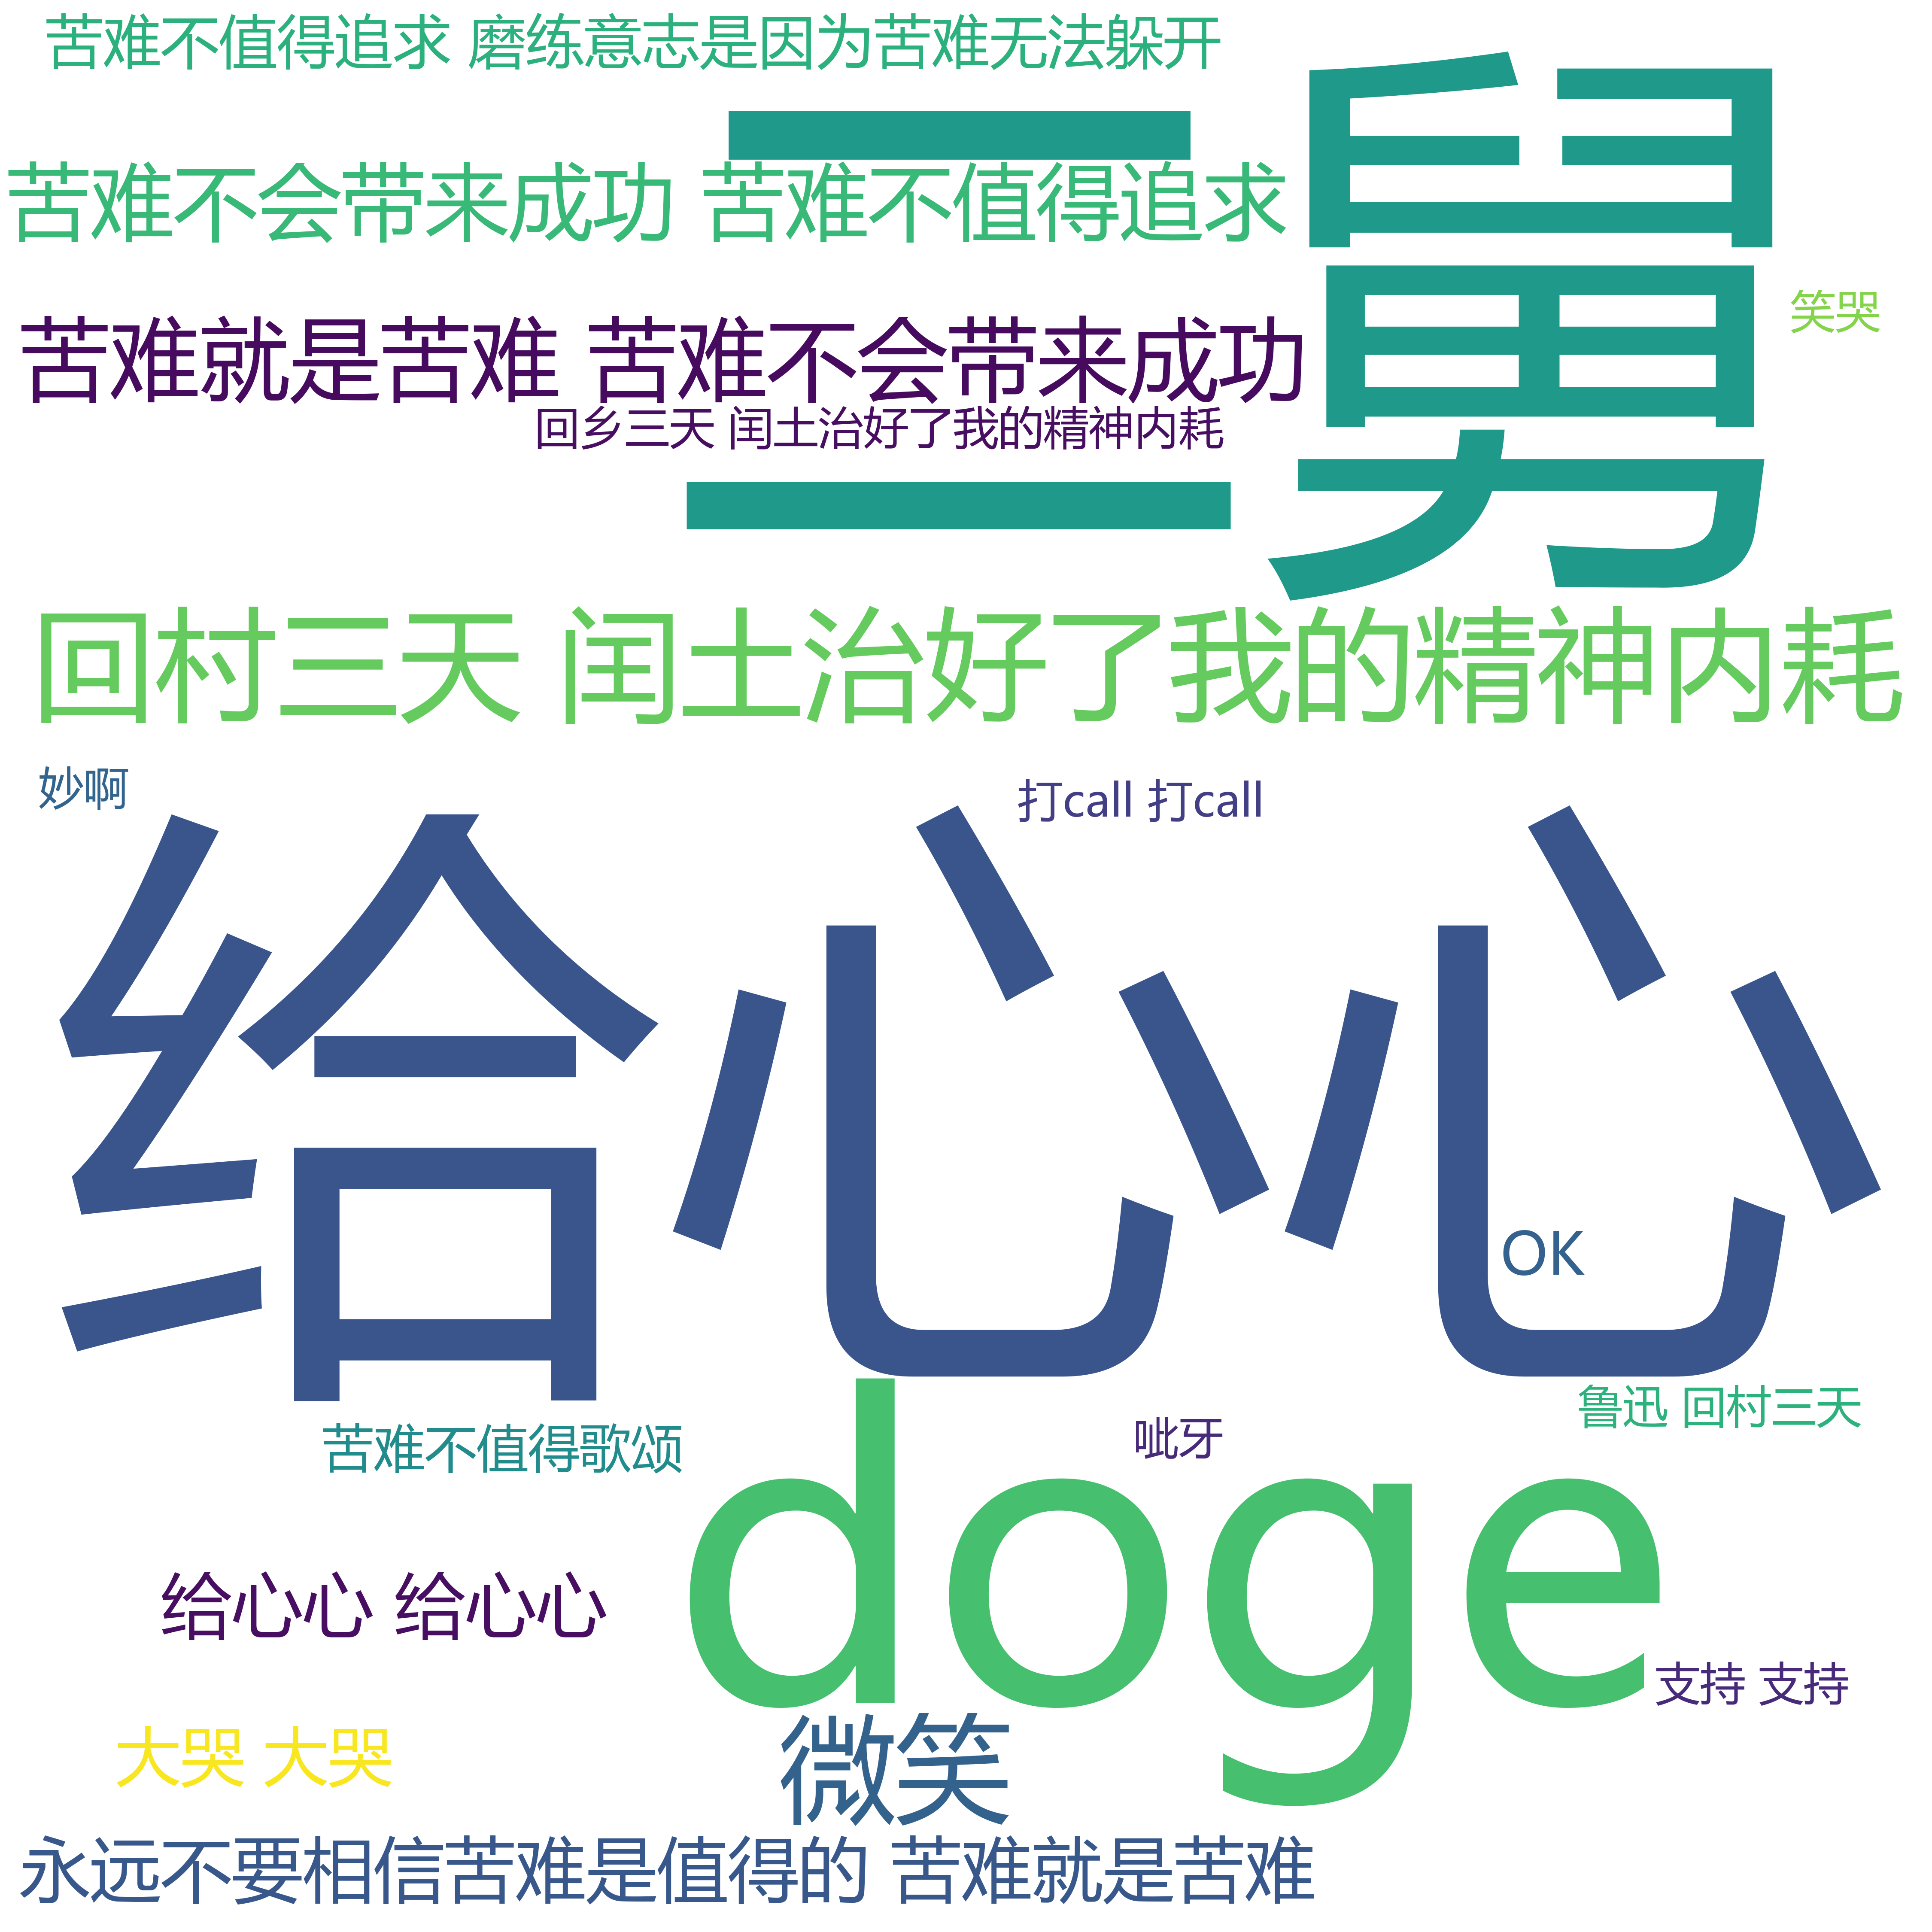 苦难不值得追求 磨练意志是因为苦难无法躲开
二舅
苦难不会带来成功 苦难不值得追求
笑哭
苦难就是苦难 苦难不会带来成功
回乡三天 闰土治好了我的精神内耗
回村三天 闰土治好了我的精神内耗
妙啊
打call 打call
给心心
OK
鲁迅 回村三天
苦难不值得歌颂
呲牙
doge
给心心 给心心
支持 支持
大哭 大哭
微笑
永远不要相信苦难是值得的 苦难就是苦难